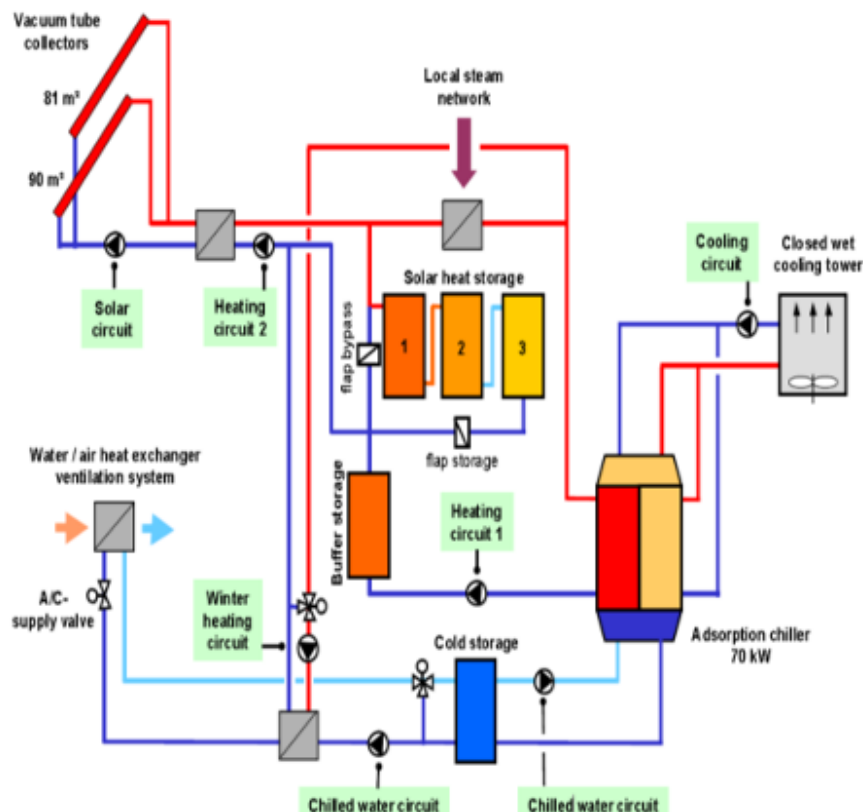 Vacuum tube
collectors
81 m²
90 m²
Local steam
network
Solar
circuit
Heating
circuit 2
Solar heat storage
1
2
3
flap bypass
flap storage
Cooling
circuit
Closed wet
cooling tower
Water / air heat exchanger
ventilation system
Buffer storage
Heating
circuit 1
A/C-
supply valve
Winter
heating
circuit
Cold storage
Adsorption chiller
70 kW
Chilled water circuit
Chilled water circuit